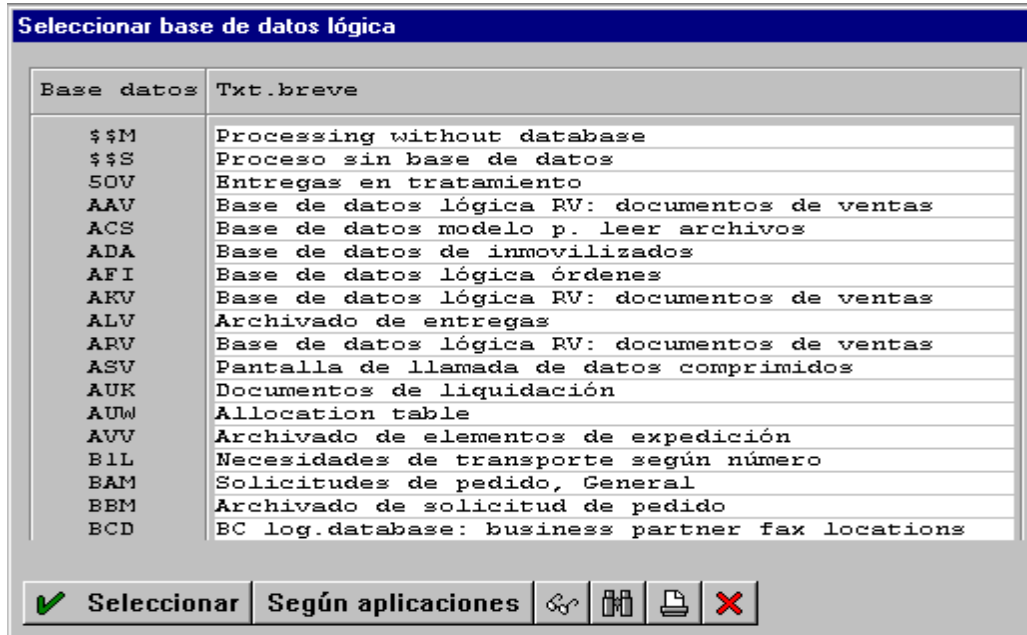 Seleccionar base de datos lógica
Base datos Txt.breve
$$M Processing without database
$$S Proceso sin base de datos
50V Entregas en tratamiento
AAV Base de datos lógica RV: documentos de ventas
ACS Base de datos modelo p. leer archivos
ADA Base de datos de inmovilizados
AFI Base de datos lógica órdenes
AKV Base de datos lógica RV: documentos de ventas
ALV Archivado de entregas
ARV Base de datos lógica RV: documentos de ventas
ASV Pantalla de llamada de datos comprimidos
AUK Documentos de liquidación
AUW Allocation table
AVV Archivado de elementos de expedición
B1L Necesidades de transporte según número
BAM Solicitudes de pedido, General
BBM Archivado de solicitud de pedido
BCD BC log.database: business partner fax locations
Seleccionar Según aplicaciones